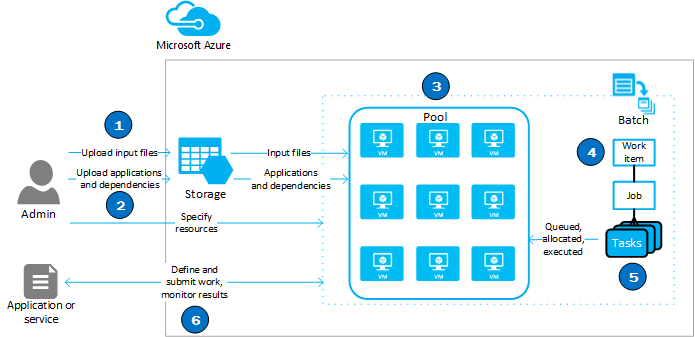 Microsoft Azure
3
1
Pool
Batch
Upload input files
Input files
VM
VM
VM
4
Work
item
Upload applications
and dependencies
Storage
Applications
and dependencies
Admin
2
Specify
resources
VM
VM
VM
Job
Queued,
allocated,
executed
Tasks
VM
VM
VM
5
Define and
submit work,
monitor results
Application or
service
6